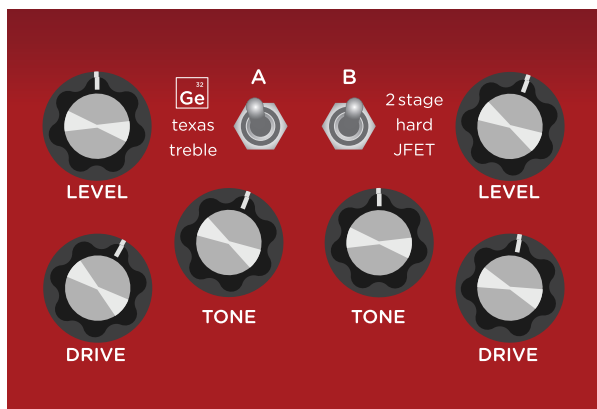 A
B
32
Ge
texas
treble
2 stage
hard
JFET
LEVEL
LEVEL
TONE
TONE
DRIVE
DRIVE